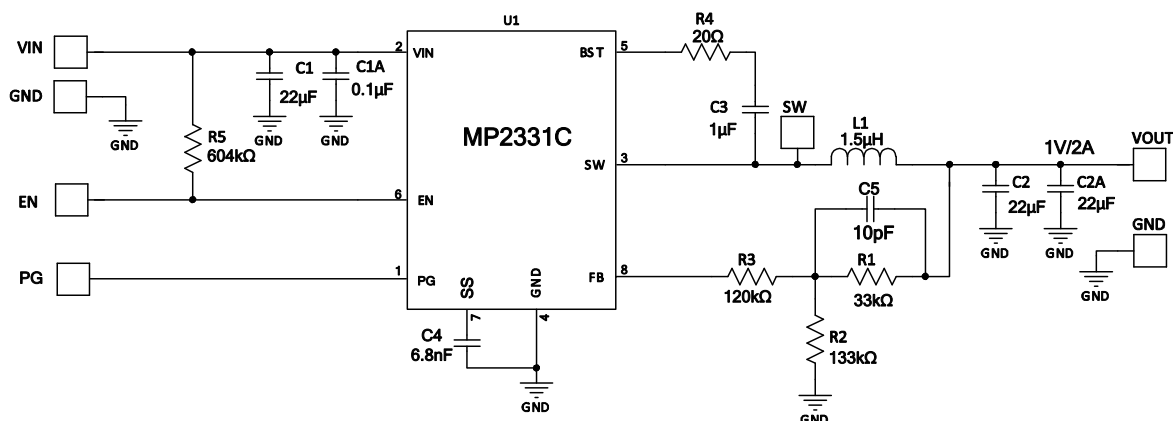 U1
VIN
GND
GND
R5
604kΩ
C1
22µF
GND
C1A
0.1µF
GND
EN
PG
2
VIN
6
EN
1
PG
MP2331C
BST
5
SW
3
FB
8
SS
7
GND
4
C4
6.8nF
GND
R4
20Ω
C3
1µF
SW
L1
1.5µH
C5
10pF
R3
120kΩ
R1
33kΩ
R2
133kΩ
GND
1V/2A
VOUT
C2
22µF
GND
C2A
22µF
GND
GND
GND